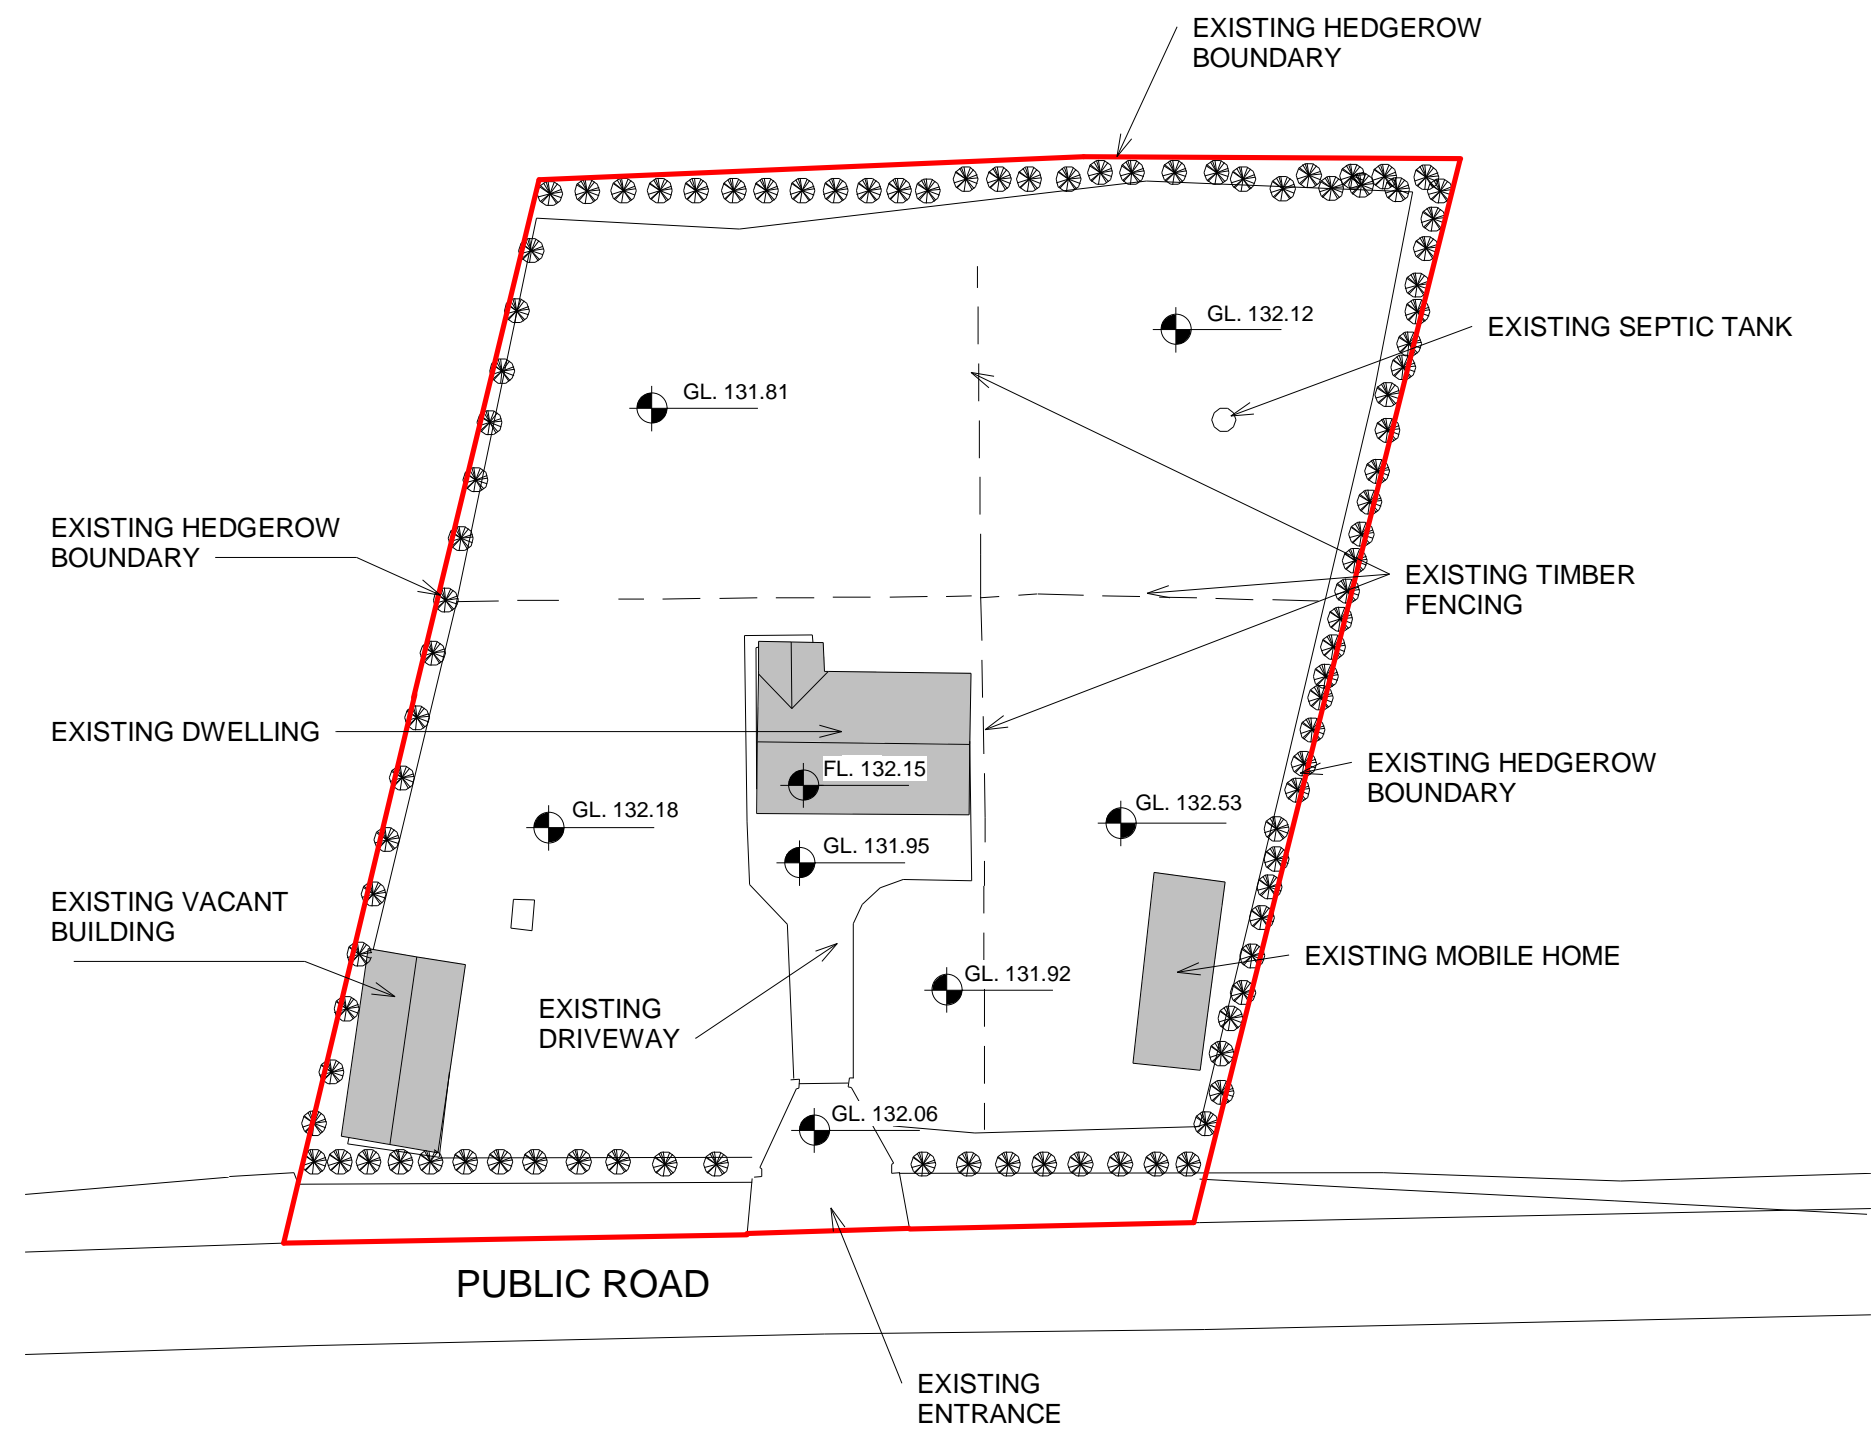 EXISTING HEDGEROW
BOUNDARY
GL. 132.12
EXISTING SEPTIC TANK
GL. 131.81
EXISTING HEDGEROW
BOUNDARY
EXISTING TIMBER
FENCING
EXISTING DWELLING
FL. 132.15
EXISTING HEDGEROW
BOUNDARY
GL. 132.18
GL. 132.53
GL. 131.95
EXISTING VACANT
BUILDING
EXISTING MOBILE HOME
GL. 131.92
EXISTING
DRIVEWAY
GL. 132.06
PUBLIC ROAD
EXISTING
ENTRANCE